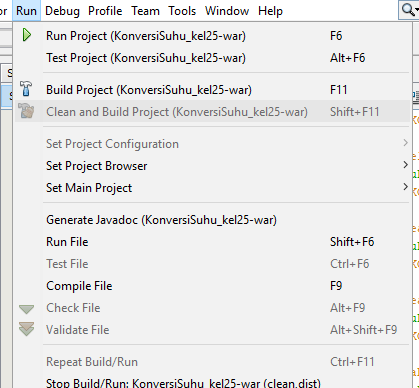 Run Debug Profile Team Tools Window Help
Run Project (KonversiSuhu_kel25-war) F6
Test Project (KonversiSuhu_kel25-war) Alt+F6
Build Project (KonversiSuhu_kel25-war) F11
Clean and Build Project (KonversiSuhu_kel25-war) Shift+F11
Set Project Configuration
Set Project Browser
Set Main Project
Generate Javadoc (KonversiSuhu_kel25-war)
Run File Shift+F6
Test File Ctrl+F6
Compile File F9
Check File Alt+F9
Validate File Alt+Shift+F9
Repeat Build/Run Ctrl+F11
Stop Build/Run: KonversiSuhu_kel25-war (clean,dist)